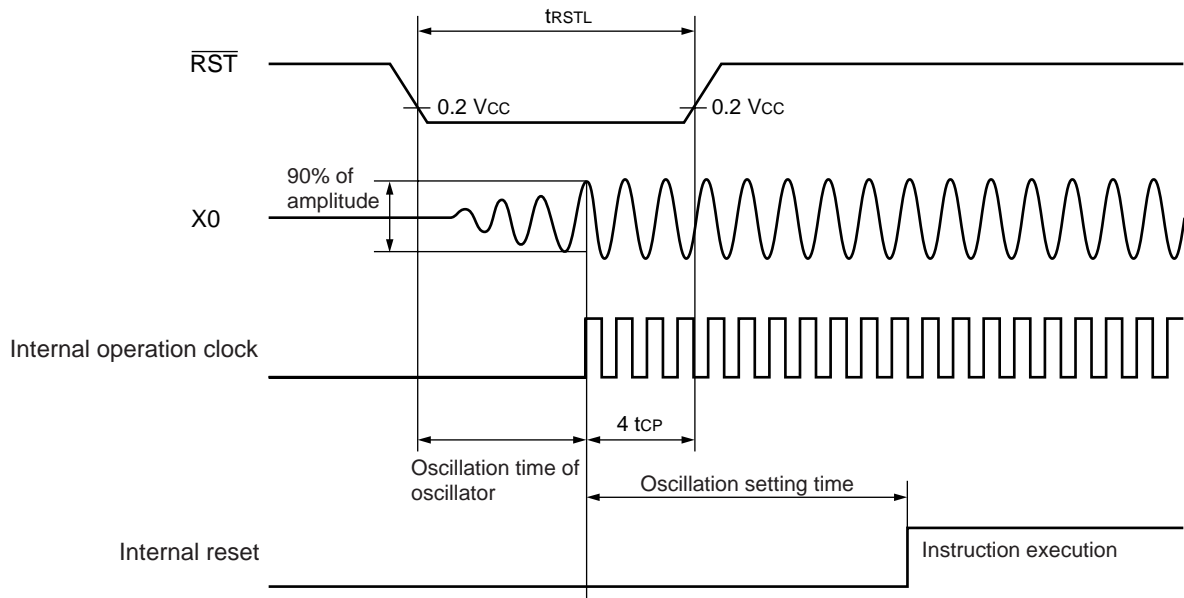 tRSTL
RST
0.2 VCC
0.2 VCC
90% of
amplitude
X0
Internal operation clock
4 tCP
Oscillation time of
oscillator
Oscillation setting time
Internal reset
Instruction execution